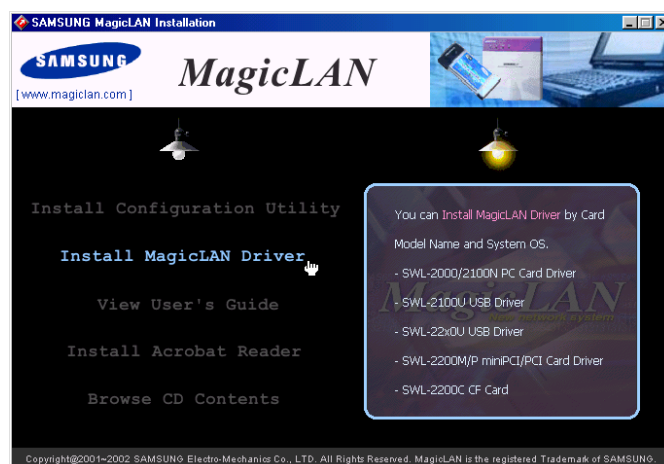 SAMSUNG MagicLAN Installation
SAMSUNG
[www.magiclan.com]
MagicLAN
Install Configuration Utility
Install MagicLAN Driver
View User's Guide
Install Acrobat Reader
Browse CD Contents
You can Install MagicLAN Driver by Card
Model Name and System OS.
- SWL-2000/2100N PC Card Driver
- SWL-2100U USB Driver
- SWL-22x0U USB Driver
- SWL-2200M/P miniPCI/PCI Card Driver
- SWL-2200C CF Card
MagicLAN
New network system
Copyright@2001~2002 SAMSUNG Electro-Mechanics Co., LTD. All Rights Reserved. MagicLAN is the registered Trademark of SAMSUNG.